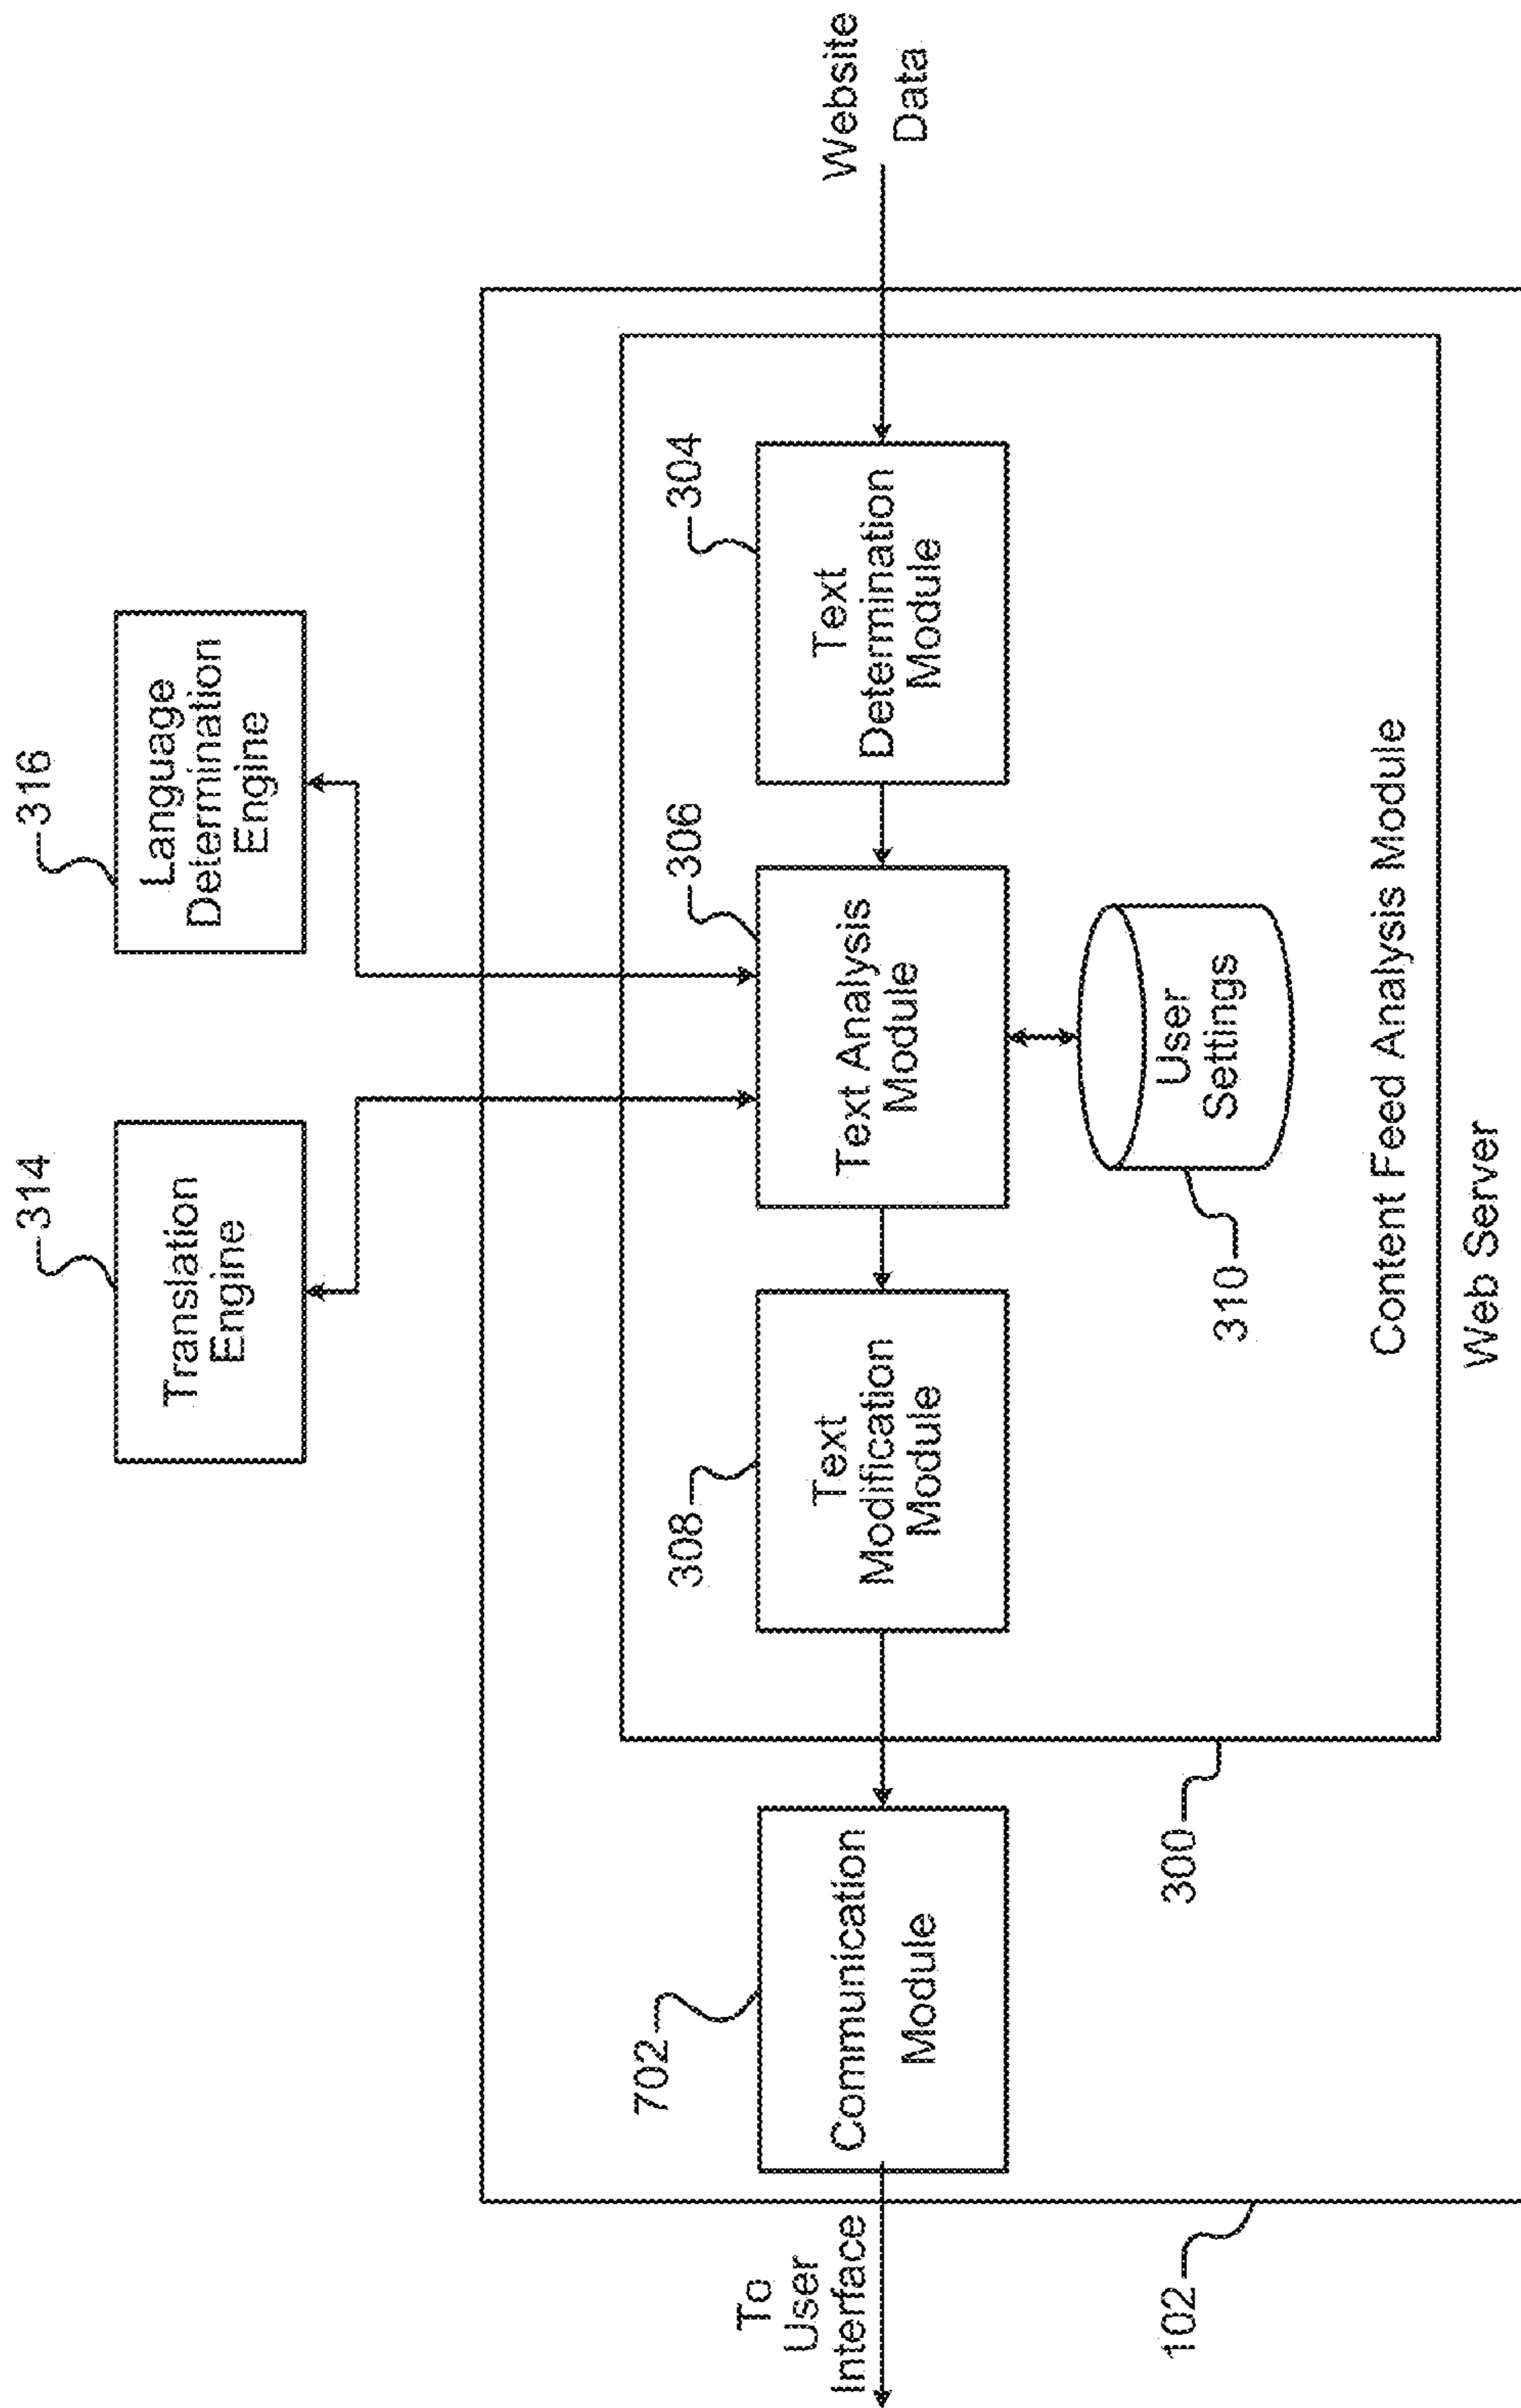 314
Translation
Engine
316
Language
Determination
Engine
To
User
Interface
702
Communication
Module
308
Text
Modification
Module
306
Text Analysis
Module
304
Text
Determination
Module
Website
Data
310
User
Settings
300
Content Feed Analysis Module
102
Web Server